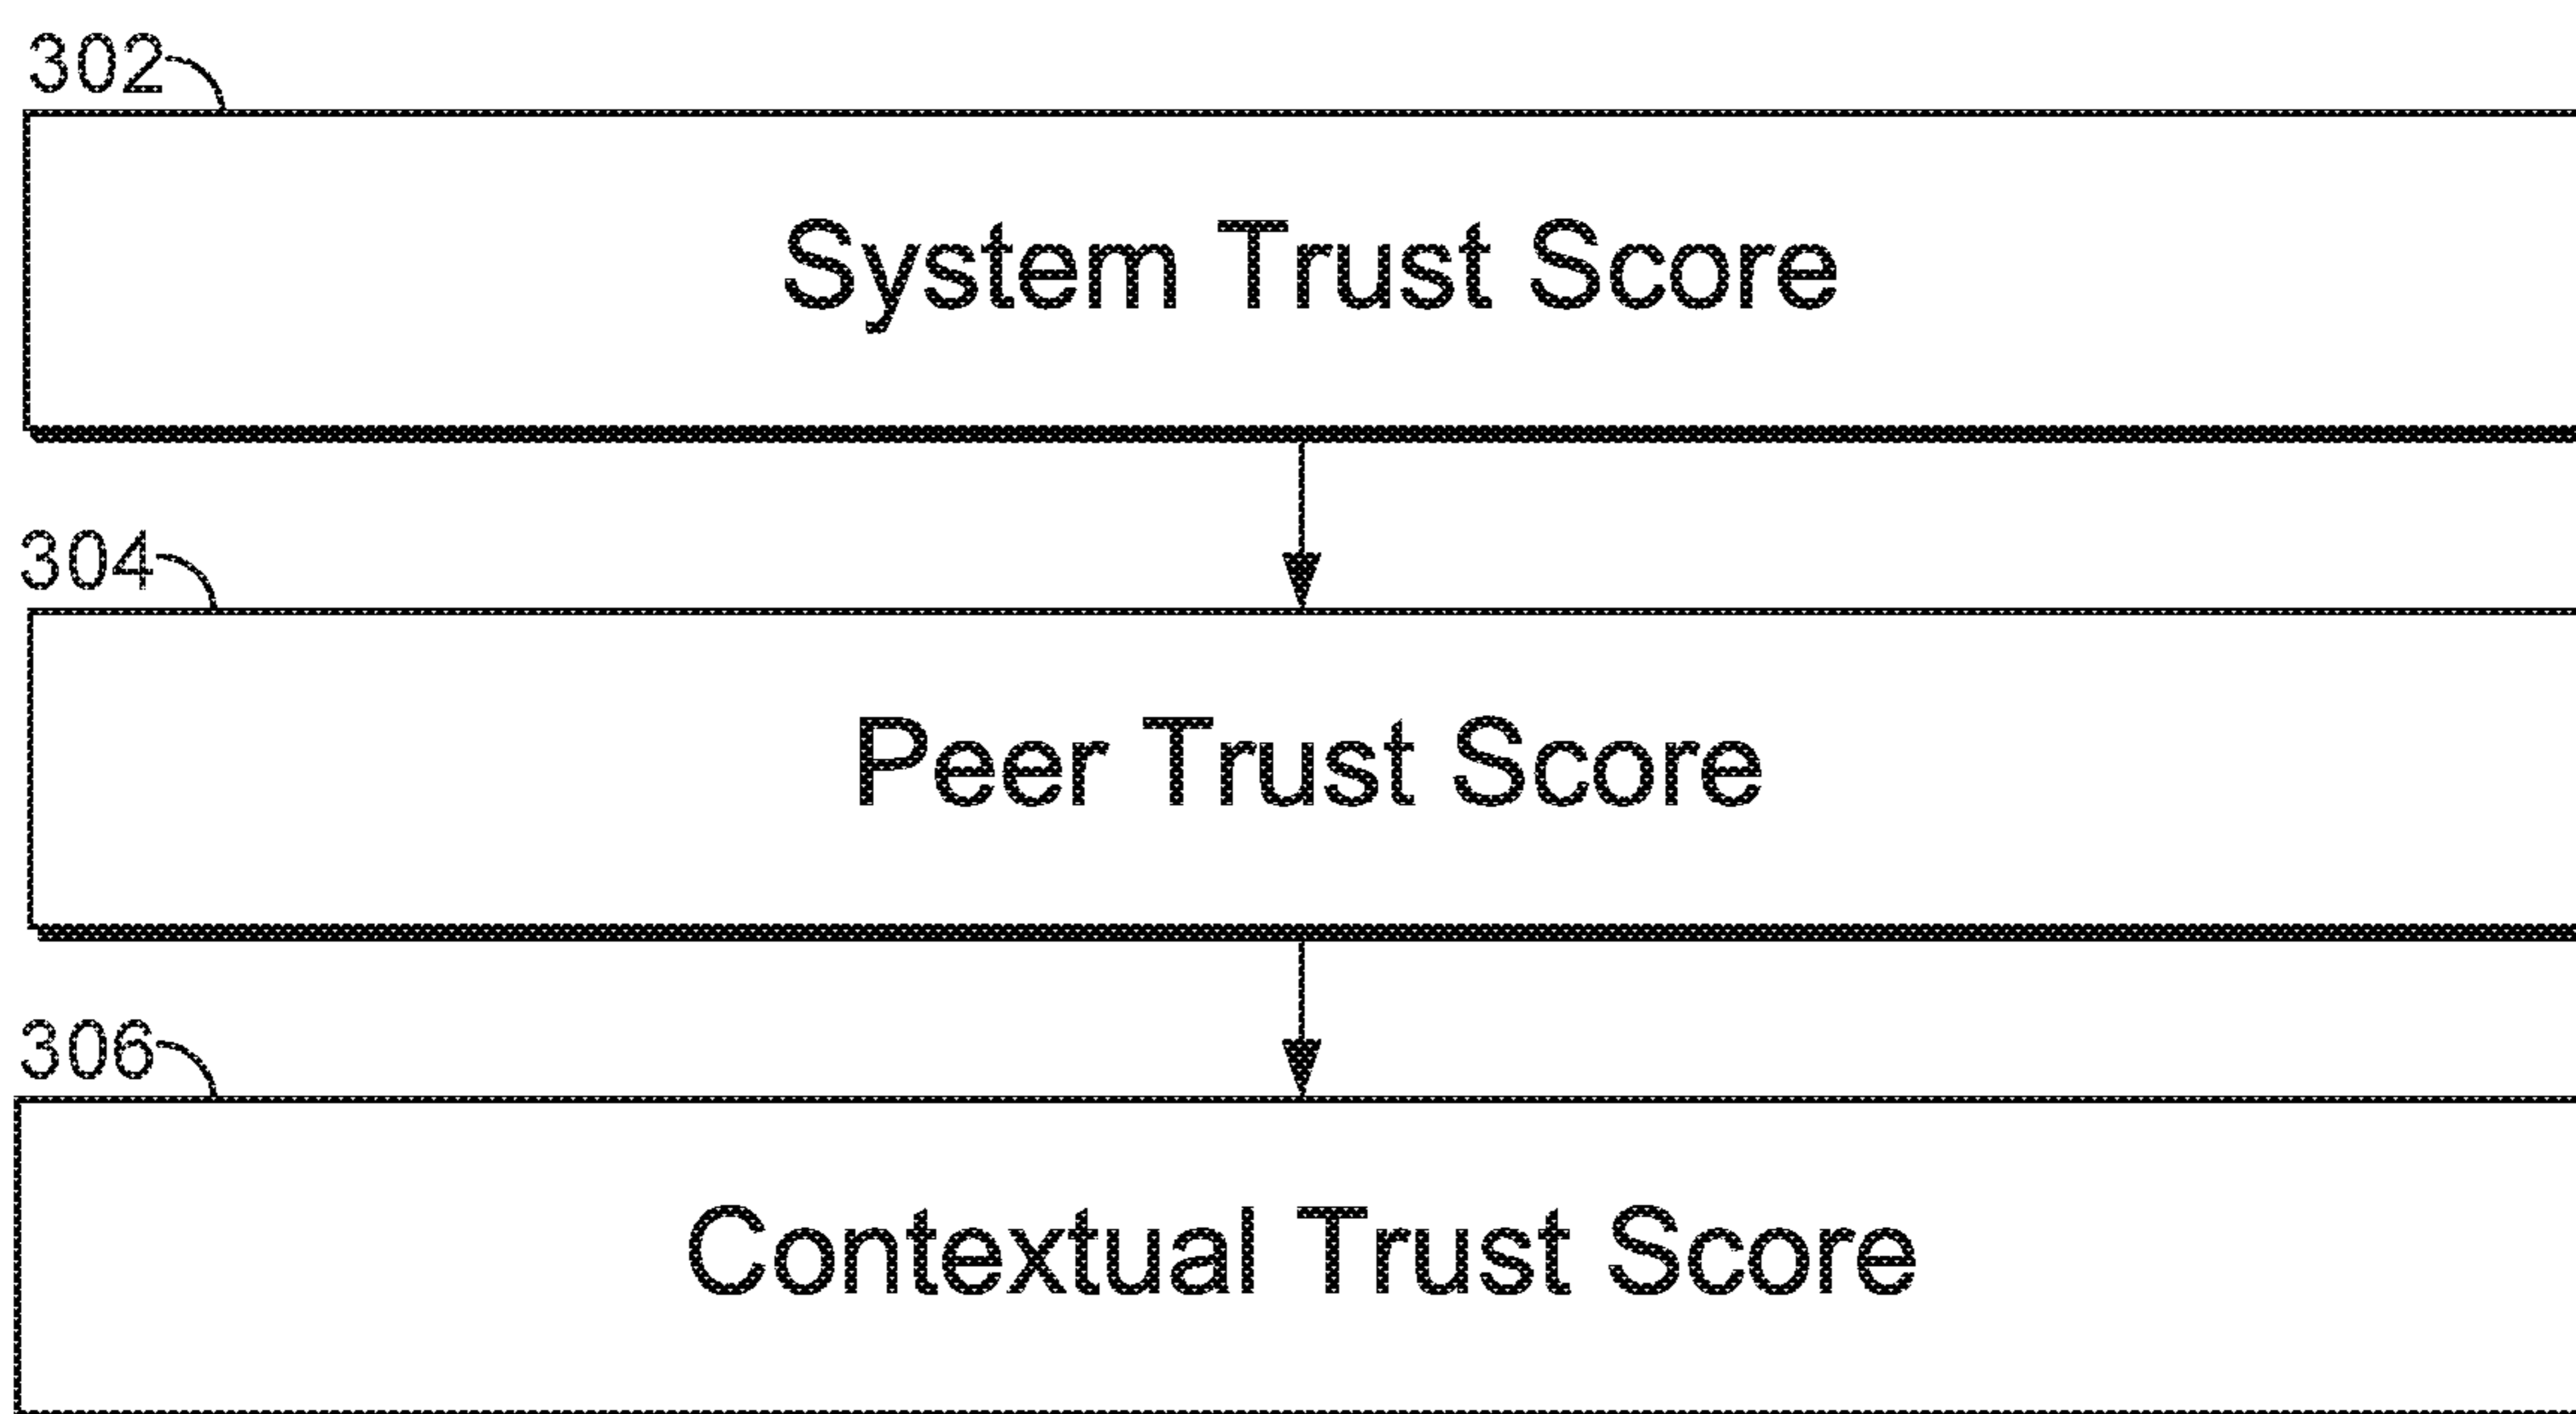 302
System Trust Score
304
Peer Trust Score
306
Contextual Trust Score